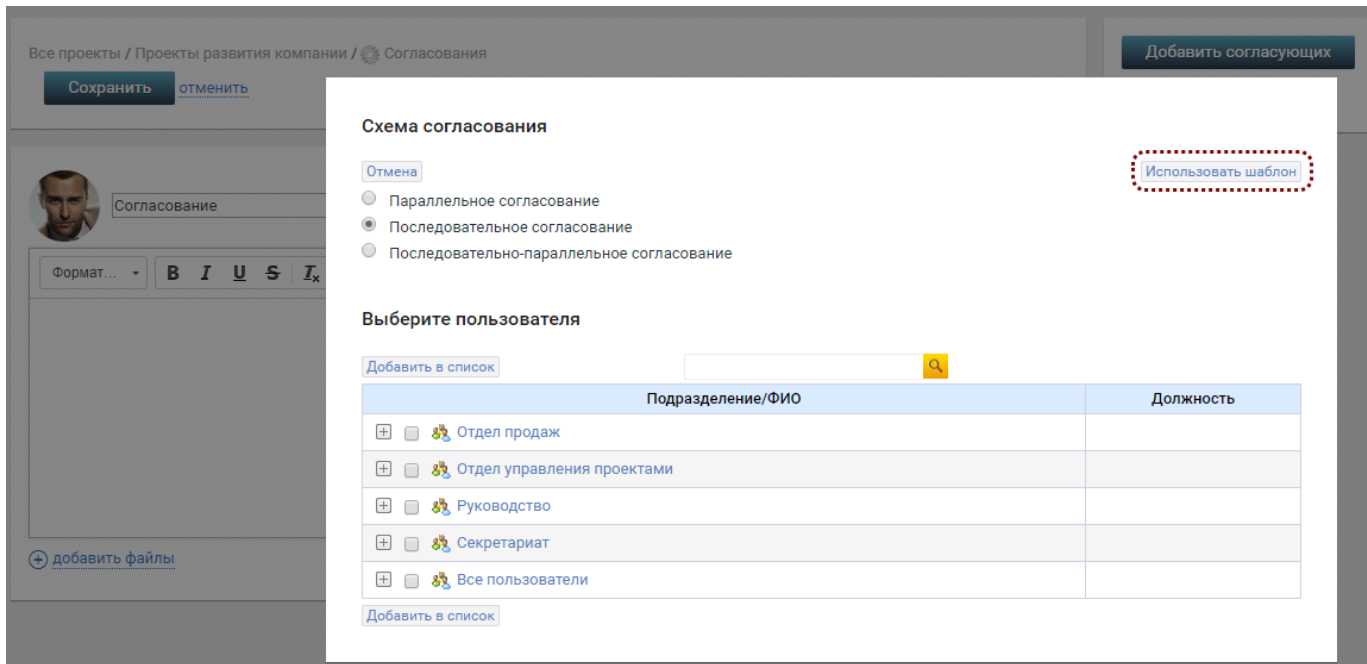 Все проекты / Проекты развития компании / Согласования
Добавить согласующих
Сохранить отменить
Схема согласования
Отмена
Использовать шаблон
Параллельное согласование
Последовательное согласование
Последовательно-параллельное согласование
Согласование
Формат... B I U S Tx
Выберите пользователя
Добавить в список
Подразделение/ФИО Должность
Отдел продаж
Отдел управления проектами
Руководство
Секретариат
Все пользователи
добавить файлы
Добавить в список